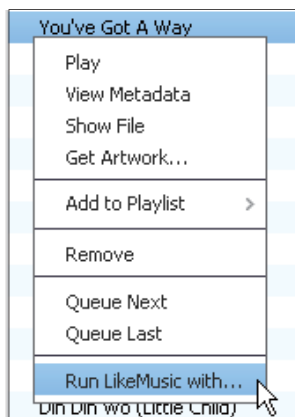 You've Got A Way
Play
View Metadata
Show File
Get Artwork...
Add to Playlist >
Remove
Queue Next
Queue Last
Run LikeMusic with...
Din Din Wo (Little Child)